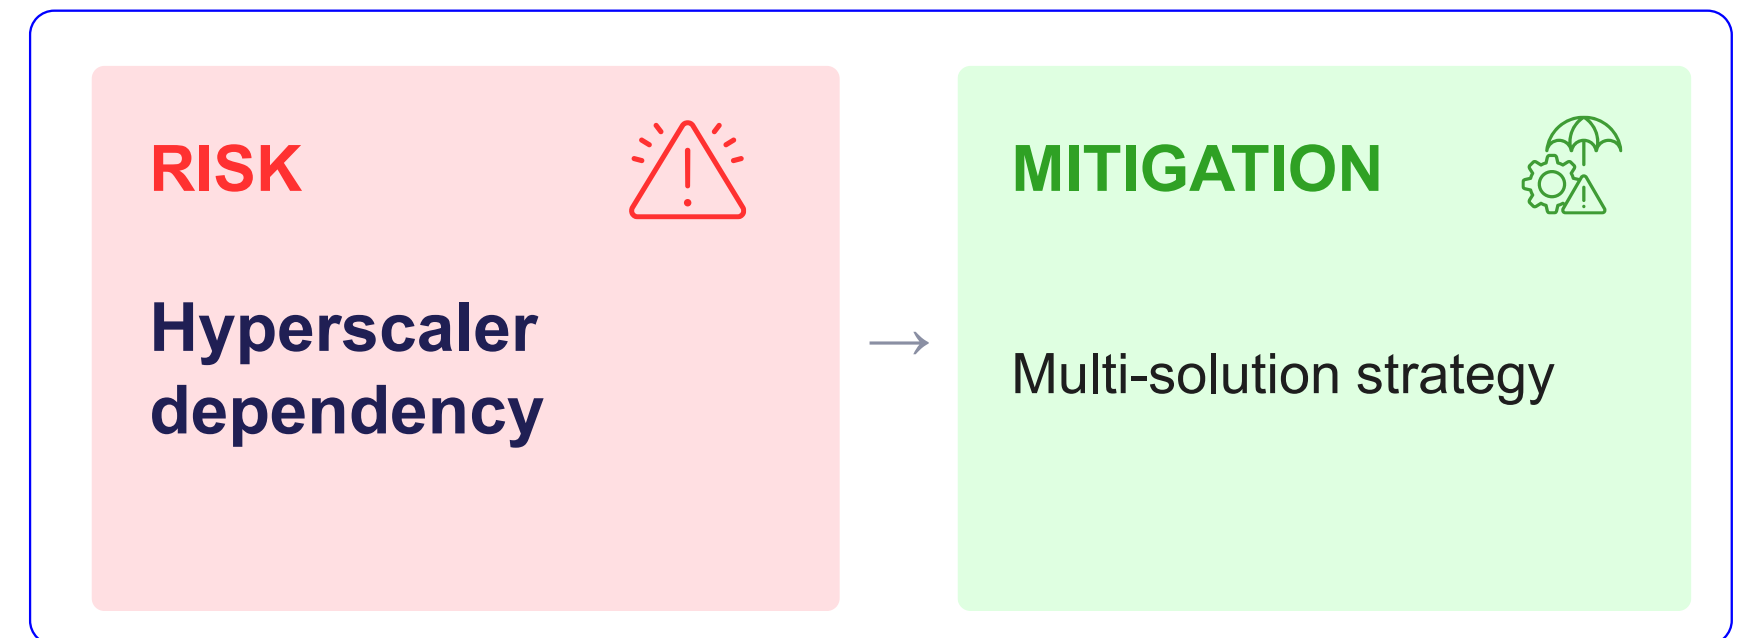 RISK
Hyperscaler
dependency
→
MITIGATION
Multi-solution strategy